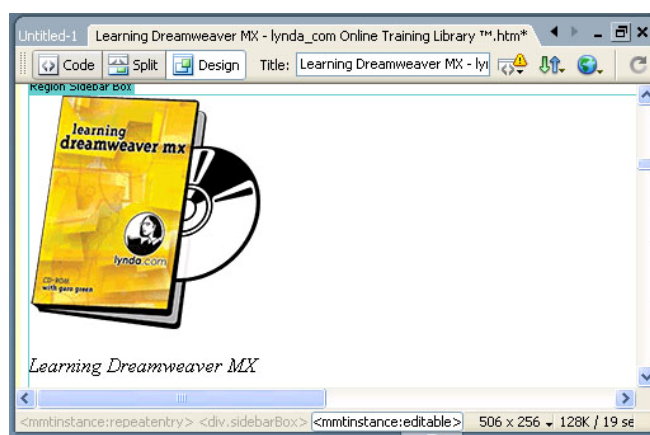 Untitled-1 Learning Dreamweaver MX - lynda_com Online Training Library ™.htm*
Code Split Design Title: Learning Dreamweaver MX - lyn
Region Sidebar Box
learning
dreamweaver mx
lynda.com
CD-ROM
with garo green
Learning Dreamweaver MX
<mmtinstance:repeatentry> <div.sidebarBox> <mmtinstance:editable> 506 x 256 128K / 19 se